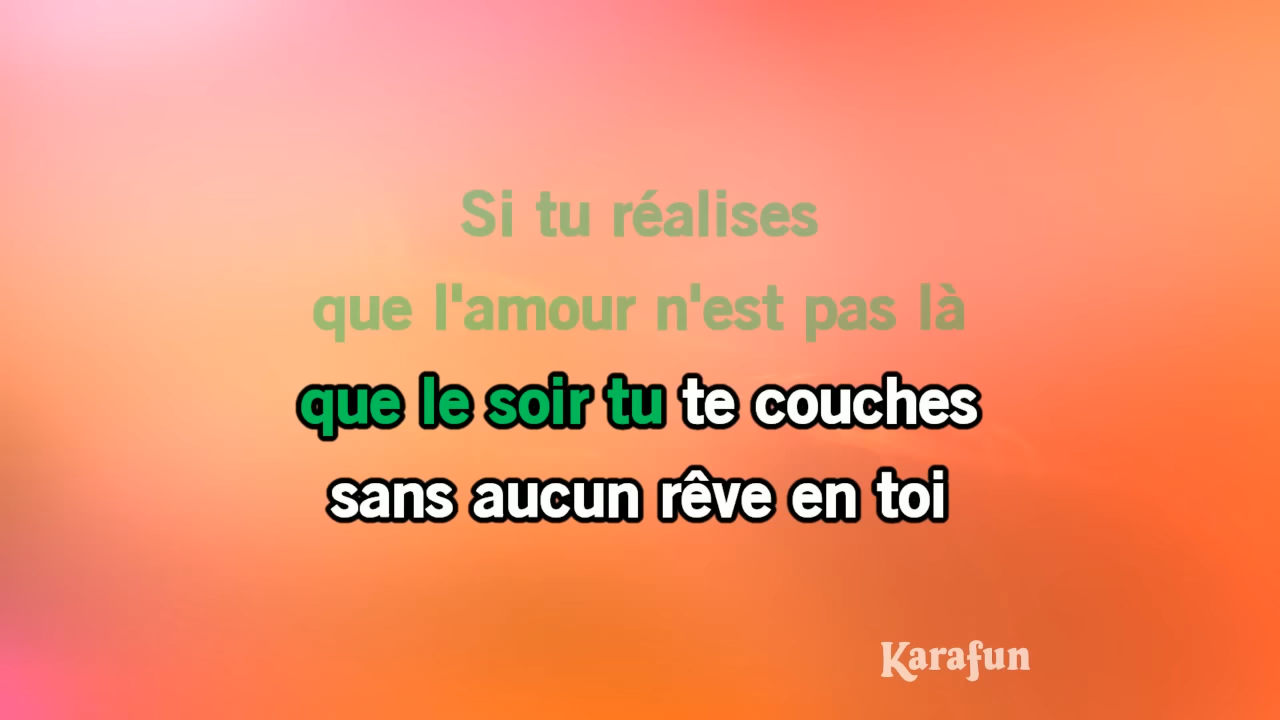 Si tu réalises
que l'amour n'est pas là
que le soir tu te couches
sans aucun rêve en toi
Karafun